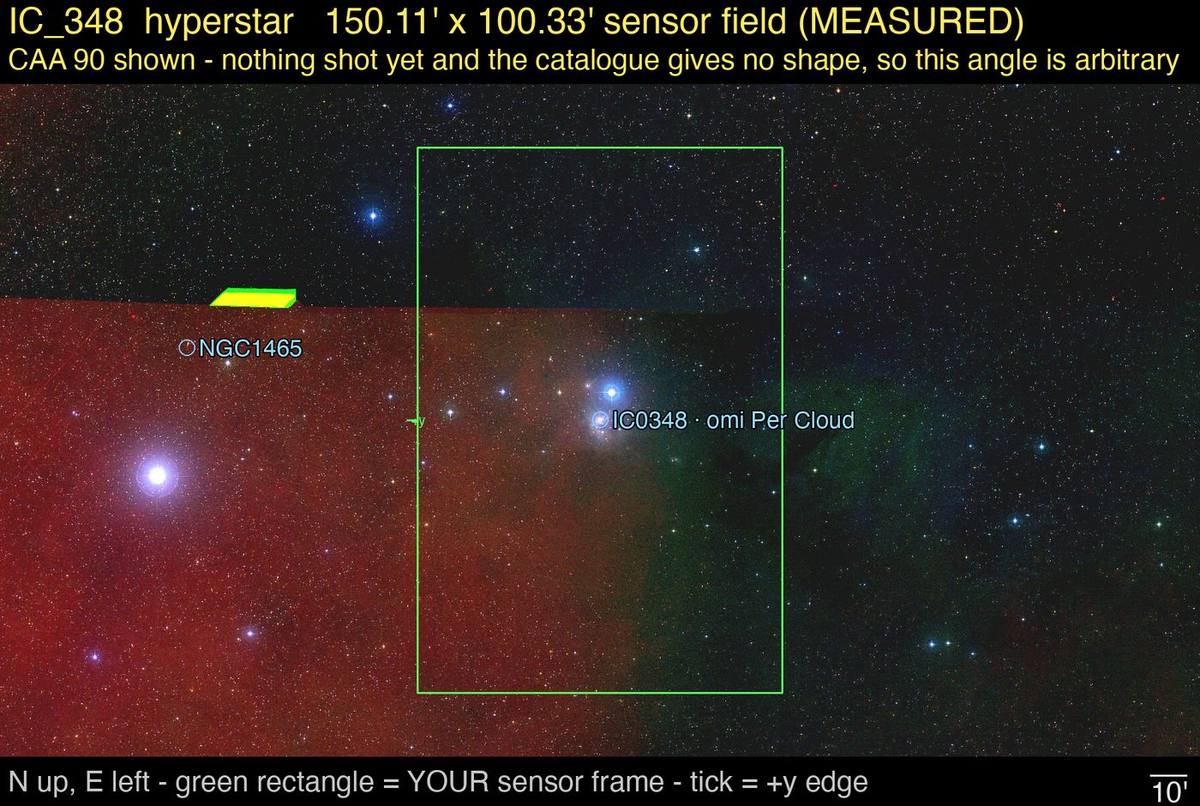 IC_348 hyperstar 150.11' x 100.33' sensor field (MEASURED)
CAA 90 shown - nothing shot yet and the catalogue gives no shape, so this angle is arbitrary
NGC1465
+y
IC0348 · omi Per Cloud
N up, E left - green rectangle = YOUR sensor frame - tick = +y edge
10'